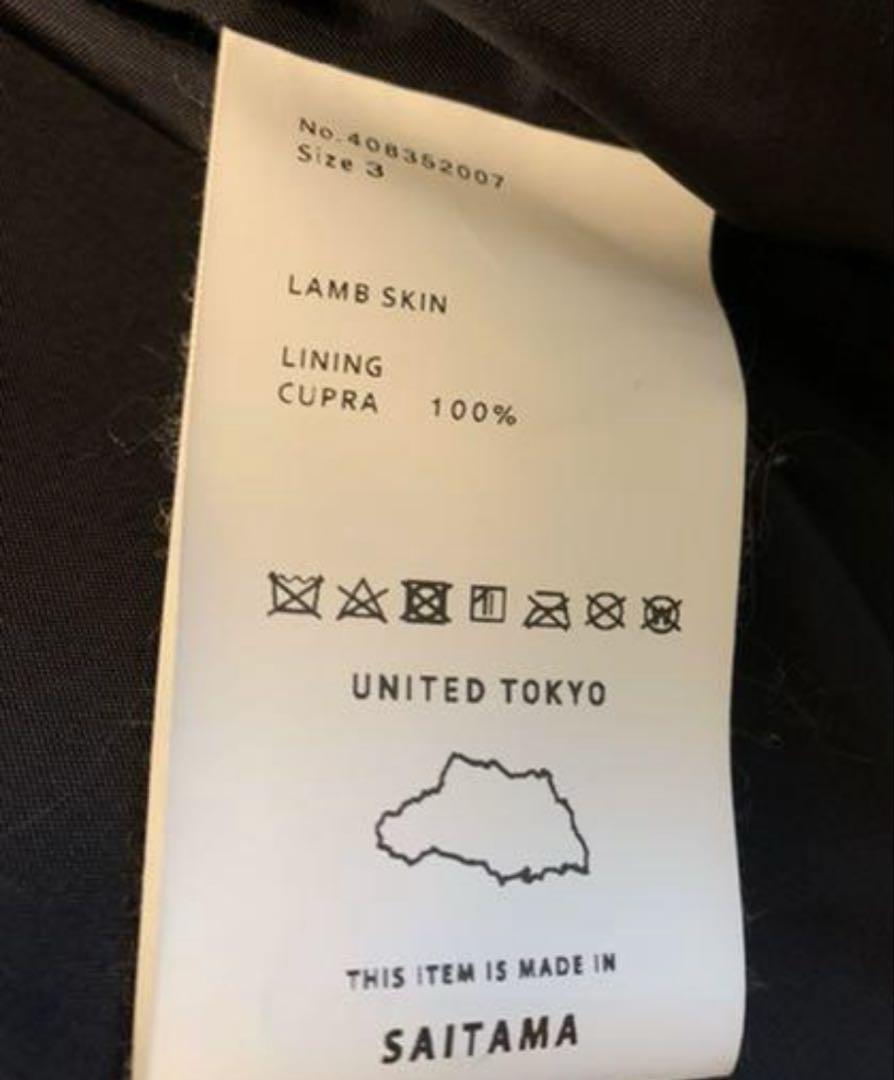 No.408352007
Size 3
LAMB SKIN
LINING
CUPRA 100%
UNITED TOKYO
THIS ITEM IS MADE IN
SAITAMA